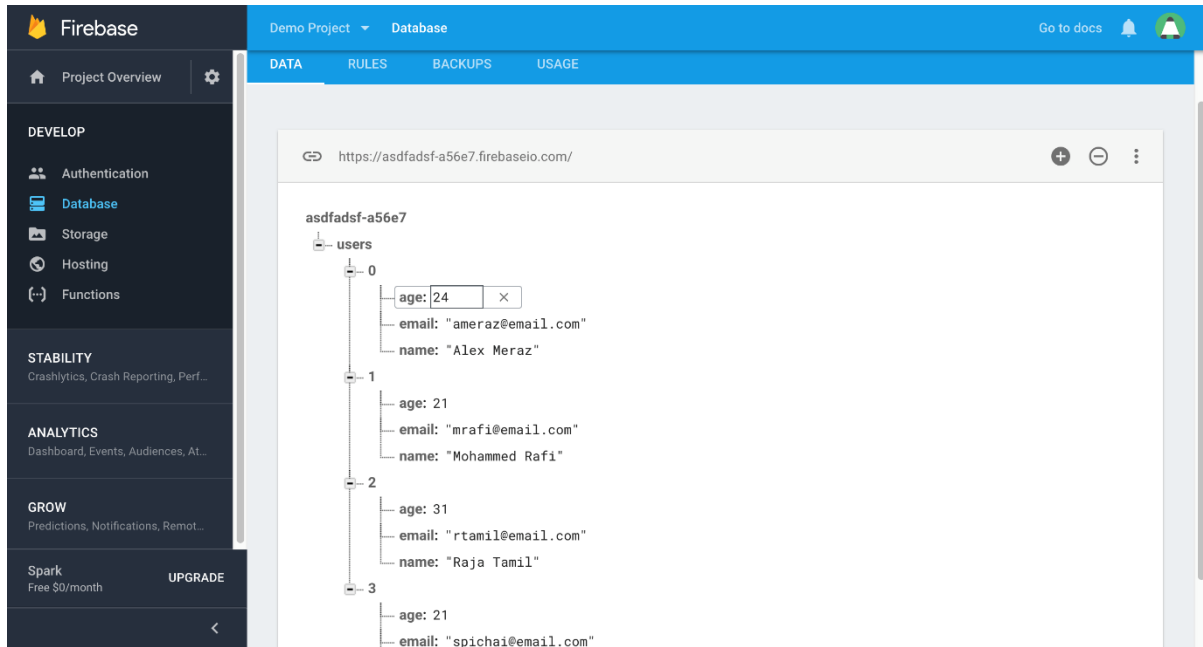 Firebase
Project Overview
DEVELOP
Authentication
Database
Storage
Hosting
Functions
STABILITY
Crashlytics, Crash Reporting, Perf...
ANALYTICS
Dashboard, Events, Audiences, At...
GROW
Predictions, Notifications, Remot...
Spark
Free $0/month
UPGRADE
Demo Project Database
Go to docs
DATA RULES BACKUPS USAGE
https://asdfadsf-a56e7.firebaseio.com/
asdfadsf-a56e7
users
0
age: 24
email: "ameraz@email.com"
name: "Alex Meraz"
1
age: 21
email: "mrafi@email.com"
name: "Mohammed Rafi"
2
age: 31
email: "rtamil@email.com"
name: "Raja Tamil"
3
age: 21
email: "spichai@email.com"